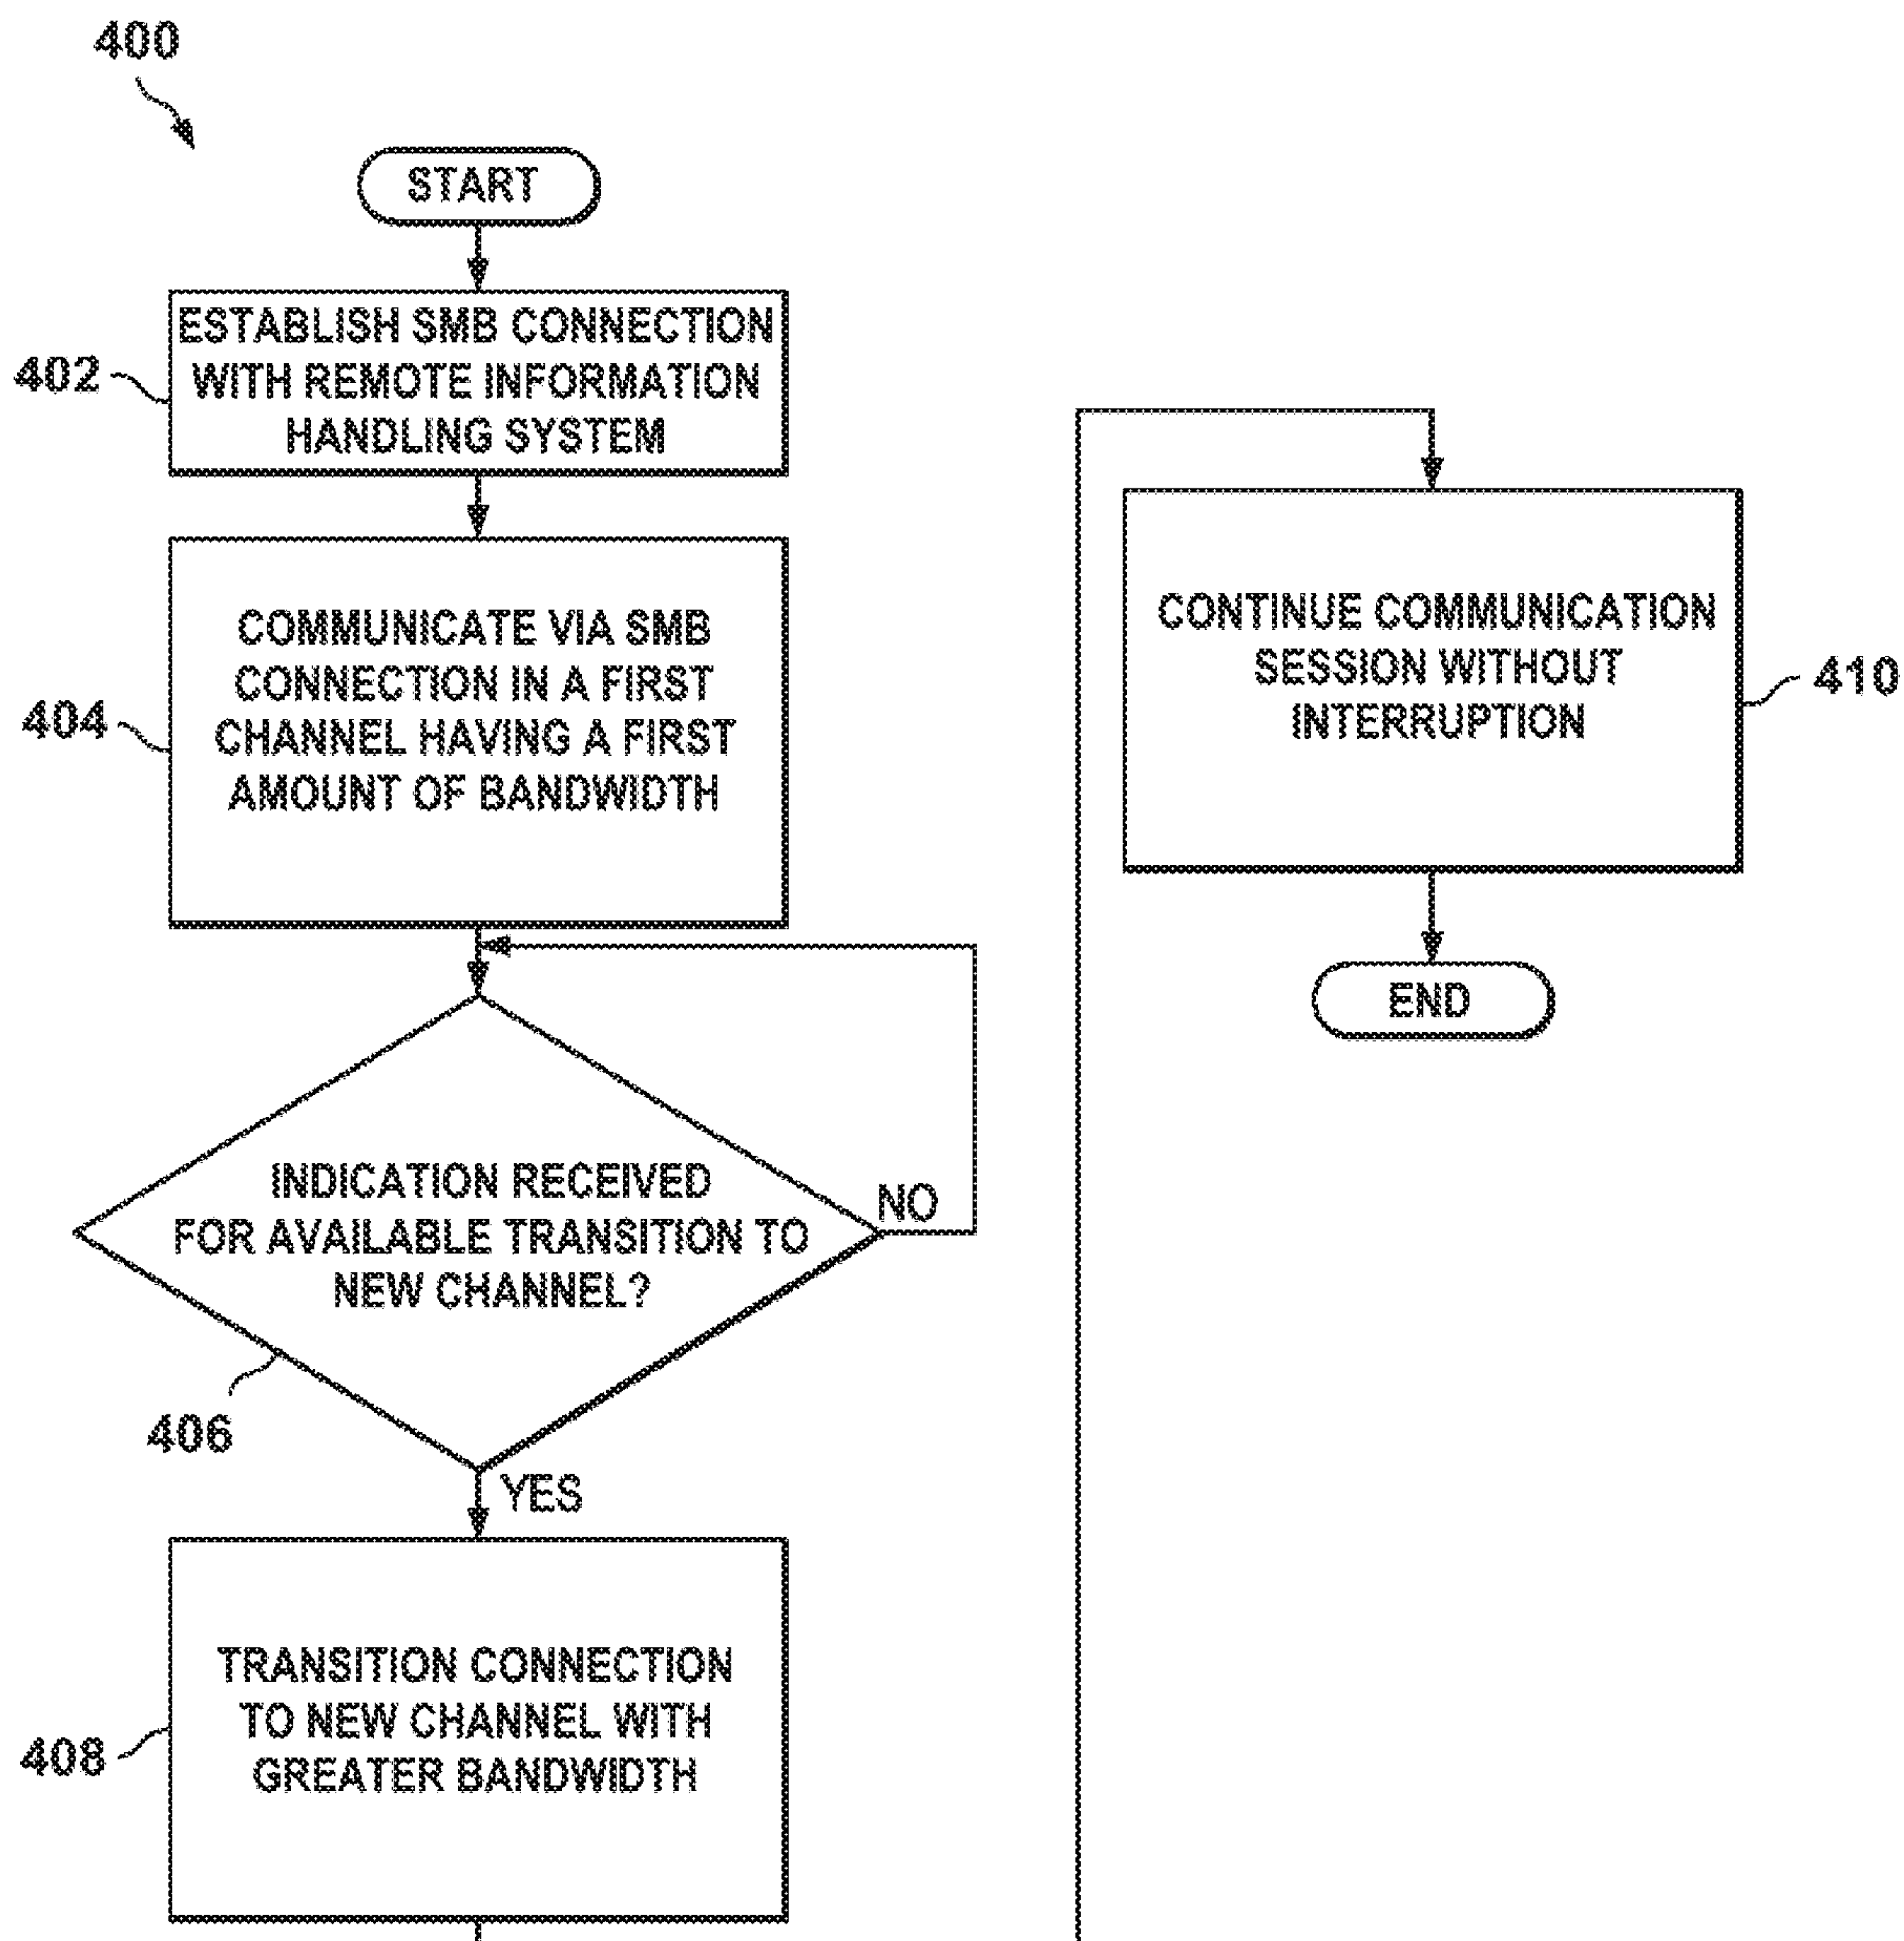 400
START
402
ESTABLISH SMB CONNECTION
WITH REMOTE INFORMATION
HANDLING SYSTEM
404
COMMUNICATE VIA SMB
CONNECTION IN A FIRST
CHANNEL HAVING A FIRST
AMOUNT OF BANDWIDTH
INDICATION RECEIVED
FOR AVAILABLE TRANSITION TO
NEW CHANNEL?
NO
406
YES
408
TRANSITION CONNECTION
TO NEW CHANNEL WITH
GREATER BANDWIDTH
CONTINUE COMMUNICATION
SESSION WITHOUT
INTERRUPTION
410
END